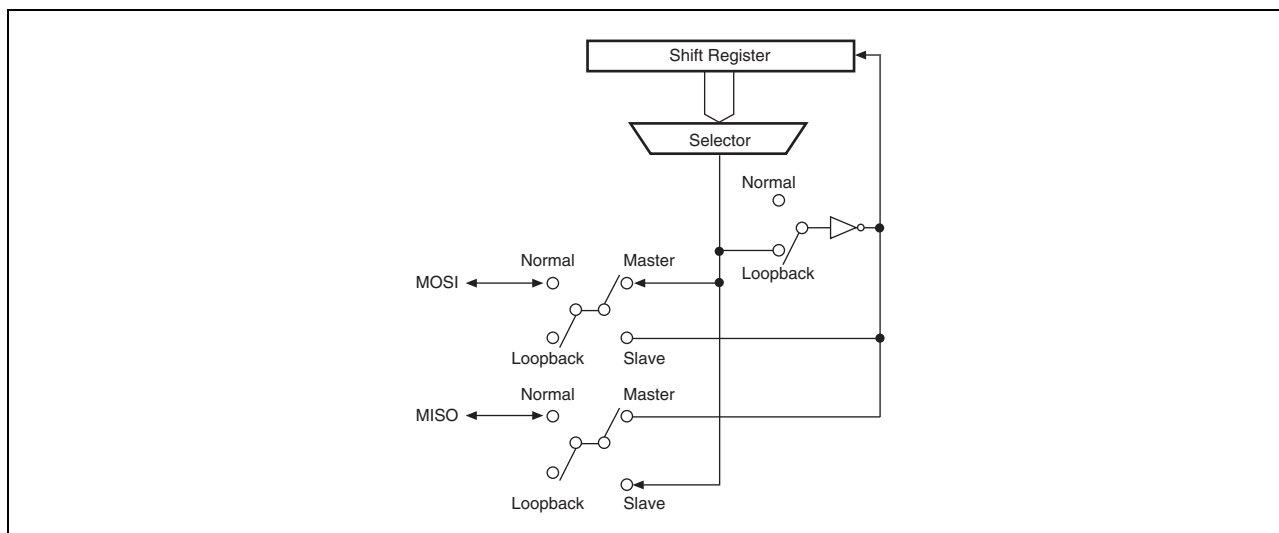 Shift Register
Selector
Normal
Loopback
Normal
Master
MOSI
Loopback
Slave
Normal
Master
MISO
Loopback
Slave